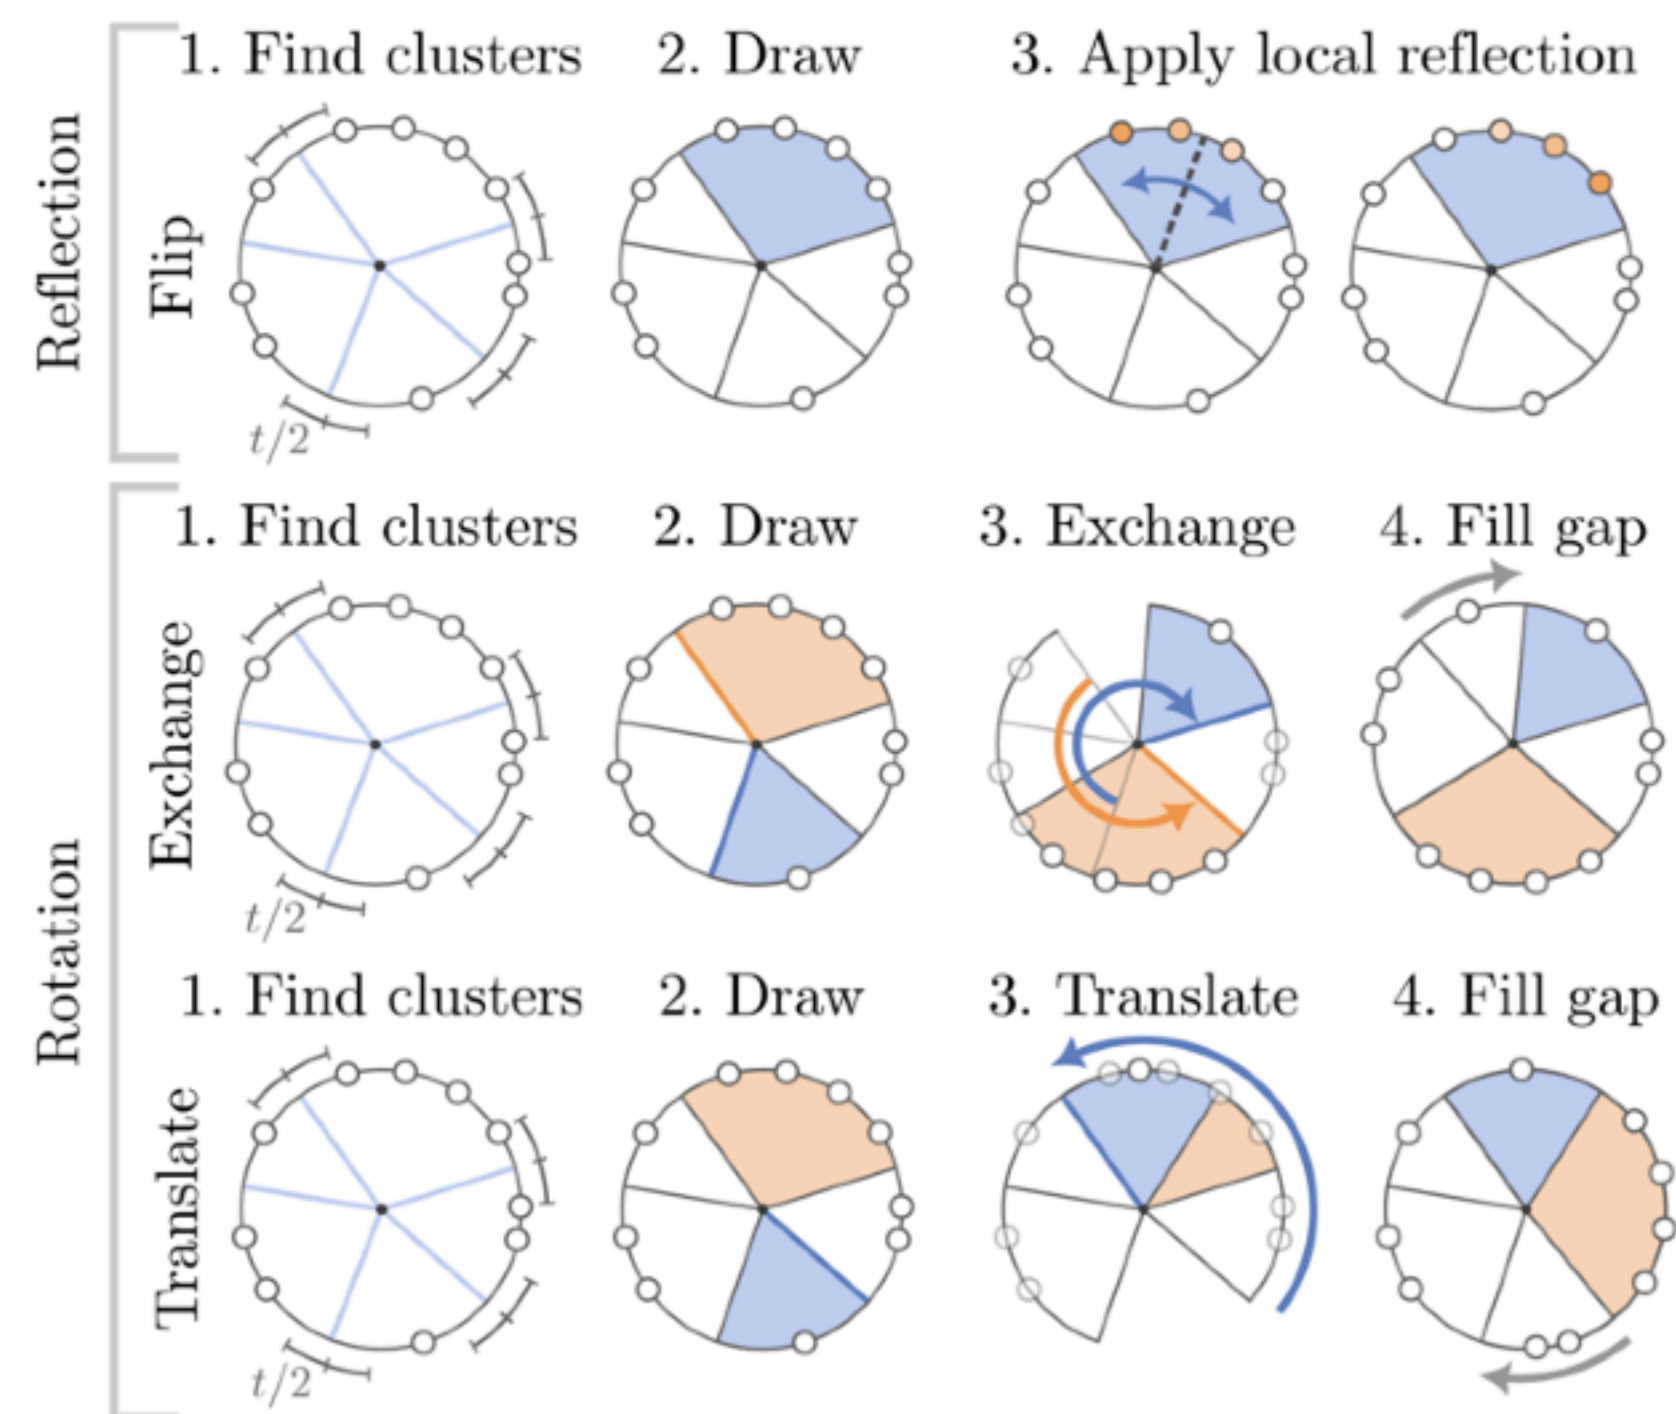 Reflection
Flip
1. Find clusters
2. Draw
3. Apply local reflection
t/2
Rotation
Exchange
1. Find clusters
2. Draw
3. Exchange
4. Fill gap
t/2
Translate
1. Find clusters
2. Draw
3. Translate
4. Fill gap
t/2